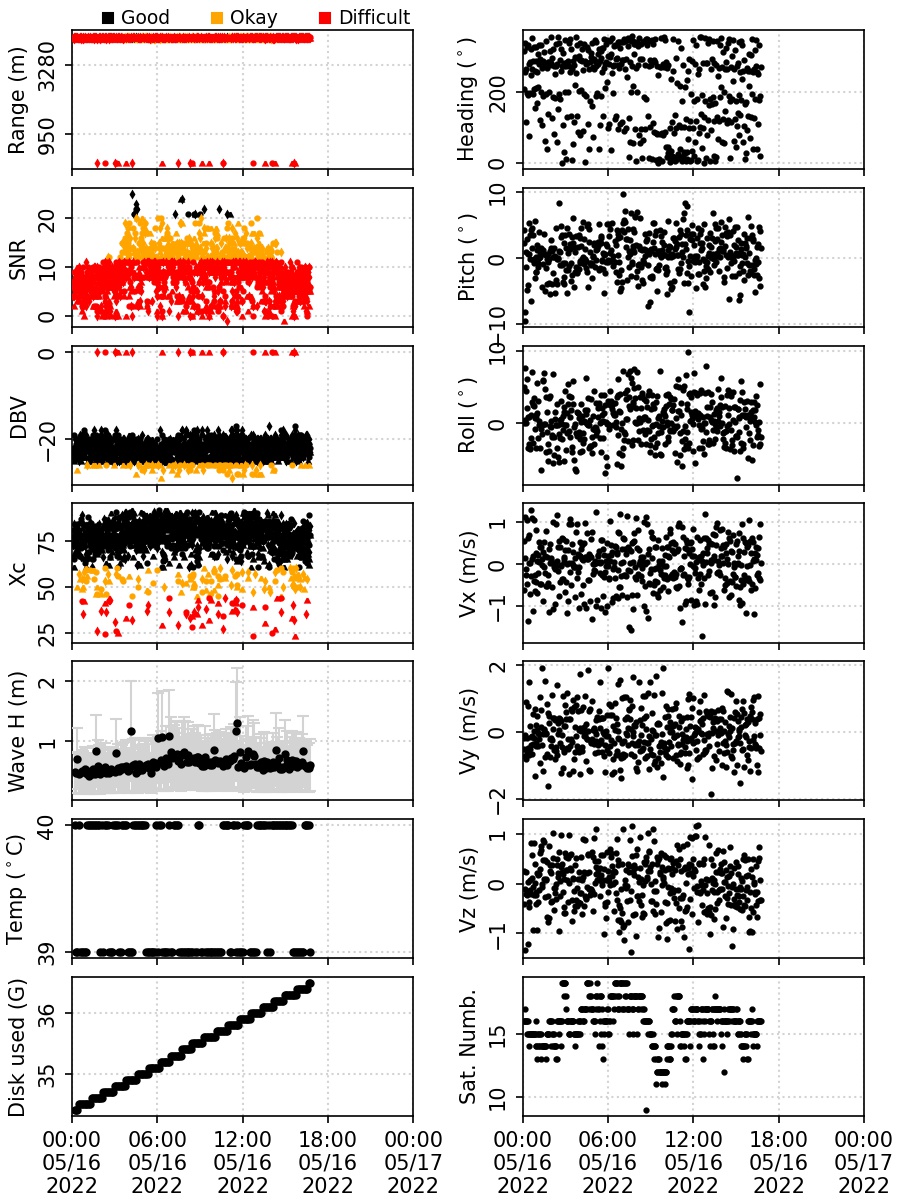 Good Okay Difficult
Range (m)
3280
950
Heading (°)
200
0
SNR
20
10
0
Pitch (°)
10
0
−10
DBV
0
−20
Roll (°)
10
0
Xc
75
50
25
Vx (m/s)
1
0
−1
Wave H (m)
2
1
Vy (m/s)
2
0
−2
Temp (°C)
40
39
Vz (m/s)
1
0
−1
Disk used (G)
36
35
Sat. Numb.
15
10
00:00 06:00 12:00 18:00 00:00
05/16 05/16 05/16 05/16 05/17
2022 2022 2022 2022 2022
00:00 06:00 12:00 18:00 00:00
05/16 05/16 05/16 05/16 05/17
2022 2022 2022 2022 2022